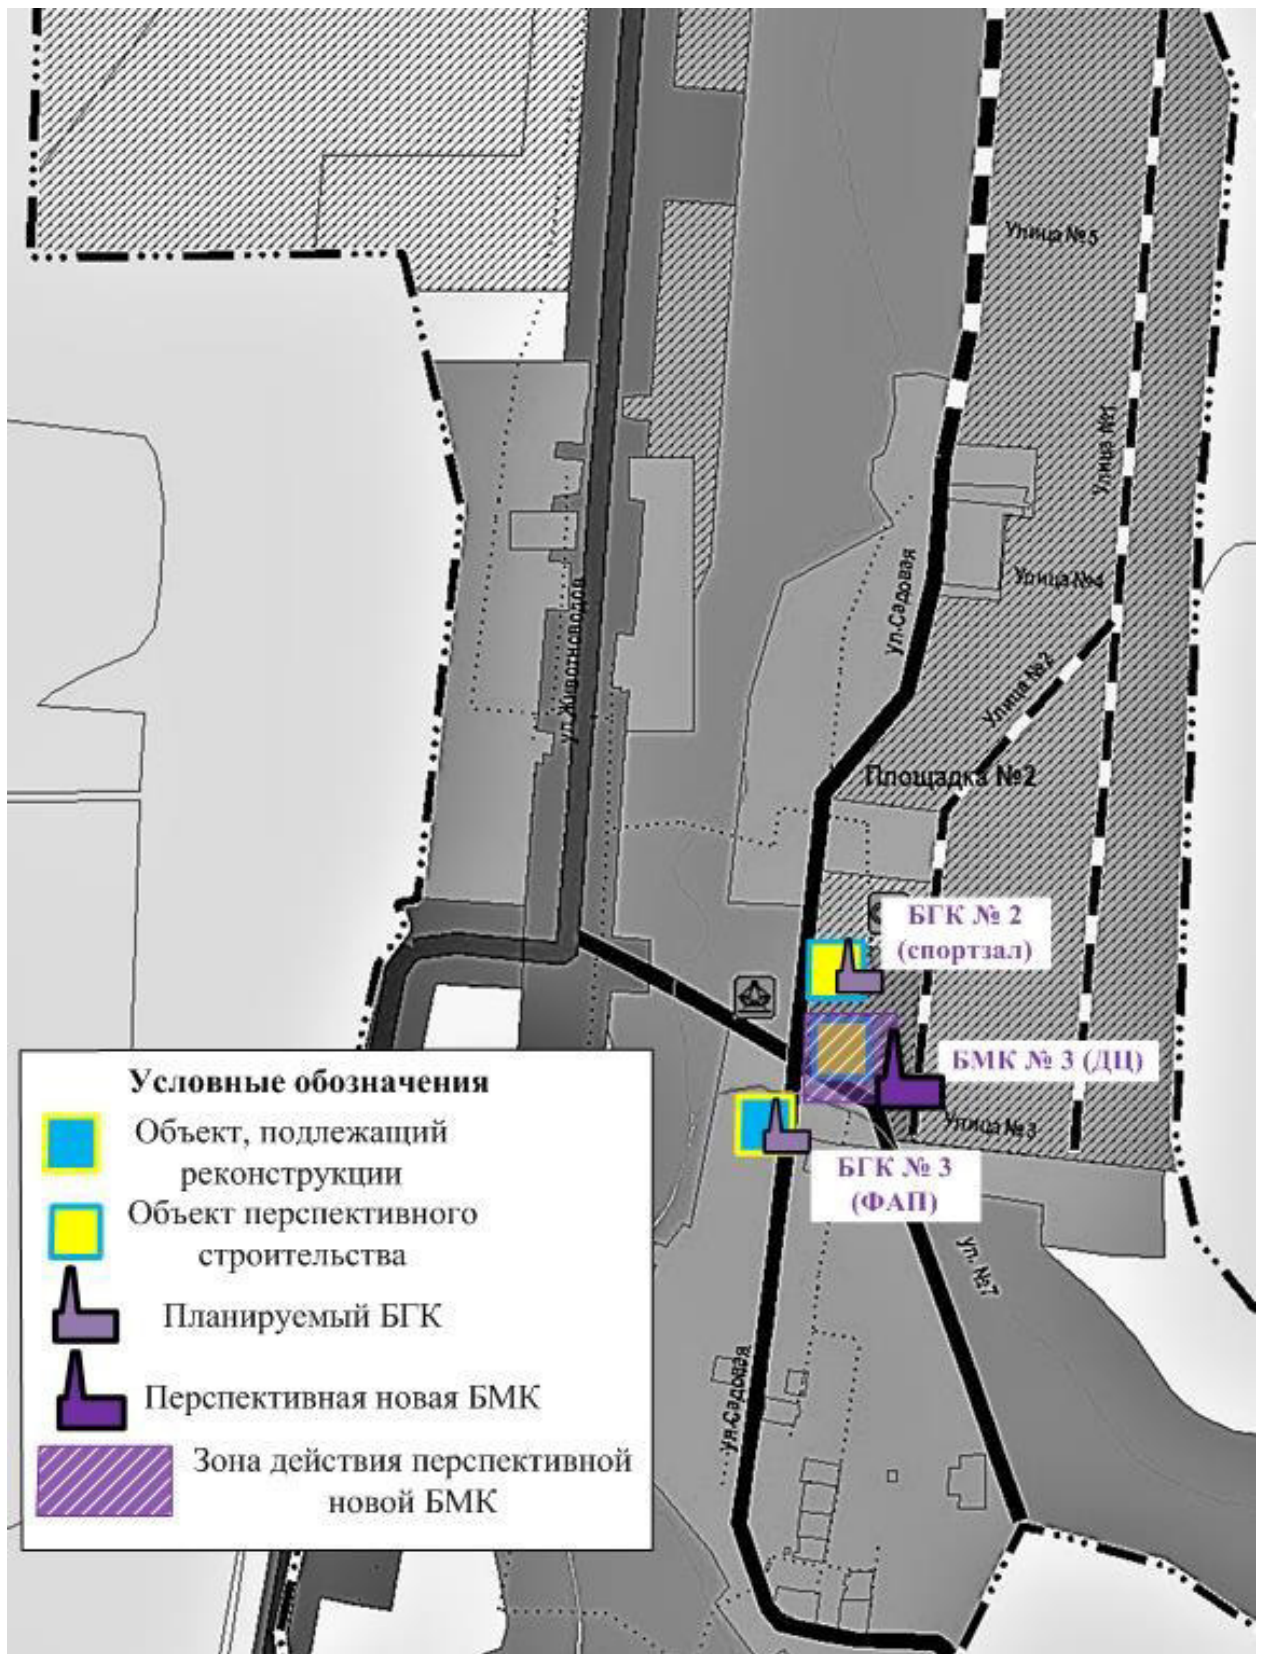 Улица №5
Улица №1
ул.Садовая
Улица №4
ул.Животноводов
Улица №2
Площадка №2
БГК № 2
(спортзал)
БМК № 3 (ДЦ)
Улица №3
БГК № 3
(ФАП)
ул. №7
ул.Садовая
Условные обозначения
Объект, подлежащий
реконструкции
Объект перспективного
строительства
Планируемый БГК
Перспективная новая БМК
Зона действия перспективной
новой БМК